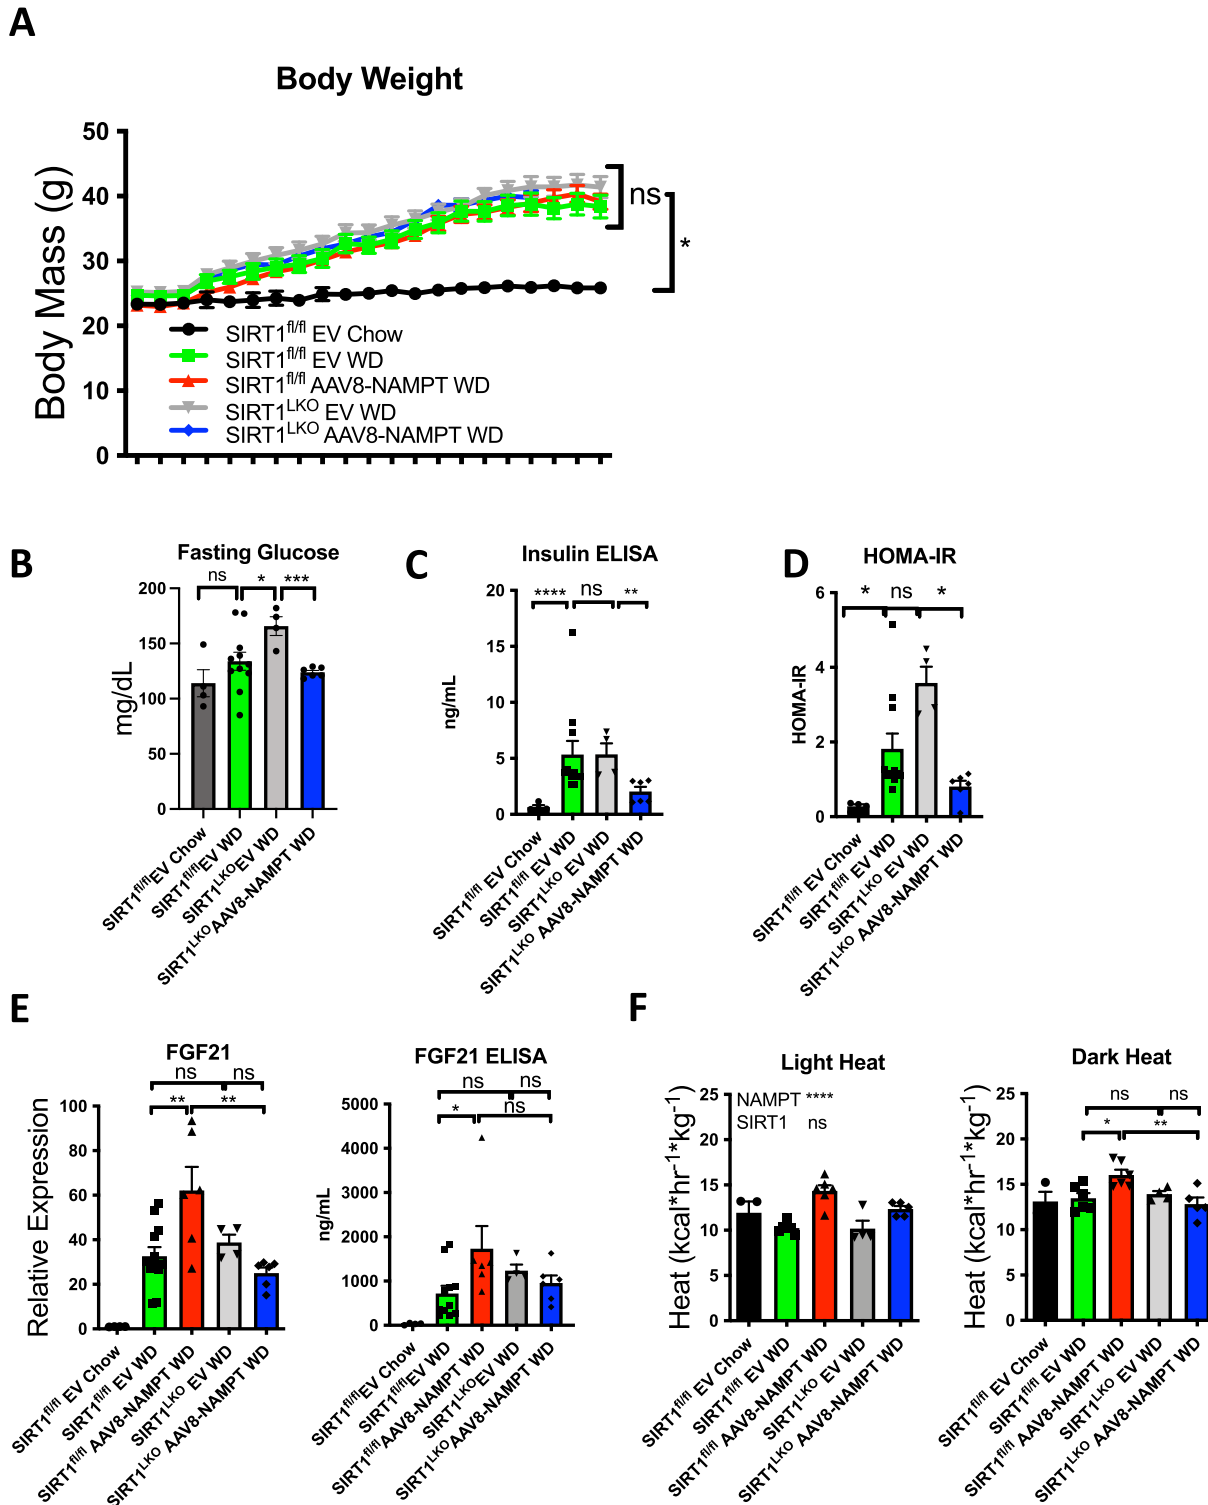 A
Body Weight
Body Mass (g)
50
40
30
20
10
0
ns
*
SIRT1fl/fl EV Chow
SIRT1fl/fl EV WD
SIRT1fl/fl AAV8-NAMPT WD
SIRT1LKO EV WD
SIRT1LKO AAV8-NAMPT WD
B
Fasting Glucose
ns * ***
mg/dL
200
150
100
50
0
SIRT1fl/fl EV Chow
SIRT1fl/fl EV WD
SIRT1LKO EV WD
SIRT1LKO AAV8-NAMPT WD
C
Insulin ELISA
**** ns **
ng/mL
20
15
10
5
0
SIRT1fl/fl EV Chow
SIRT1fl/fl EV WD
SIRT1LKO EV WD
SIRT1LKO AAV8-NAMPT WD
D
HOMA-IR
* ns *
HOMA-IR
6
4
2
0
SIRT1fl/fl EV Chow
SIRT1fl/fl EV WD
SIRT1LKO EV WD
SIRT1LKO AAV8-NAMPT WD
E
FGF21
ns ns
** **
Relative Expression
100
80
60
40
20
0
SIRT1fl/fl EV Chow
SIRT1fl/fl EV WD
SIRT1fl/fl AAV8-NAMPT WD
SIRT1LKO EV WD
SIRT1LKO AAV8-NAMPT WD
FGF21 ELISA
ns ns
* ns
ng/mL
5000
4000
3000
2000
1000
0
SIRT1fl/fl EV Chow
SIRT1fl/fl EV WD
SIRT1fl/fl AAV8-NAMPT WD
SIRT1LKO EV WD
SIRT1LKO AAV8-NAMPT WD
F
Light Heat
NAMPT ****
SIRT1 ns
Heat (kcal*hr-1*kg-1)
25
20
15
10
5
0
SIRT1fl/fl EV Chow
SIRT1fl/fl EV WD
SIRT1fl/fl AAV8-NAMPT WD
SIRT1LKO EV WD
SIRT1LKO AAV8-NAMPT WD
Dark Heat
ns ns
* **
Heat (kcal*hr-1*kg-1)
25
20
15
10
5
0
SIRT1fl/fl EV Chow
SIRT1fl/fl EV WD
SIRT1fl/fl AAV8-NAMPT WD
SIRT1LKO EV WD
SIRT1LKO AAV8-NAMPT WD